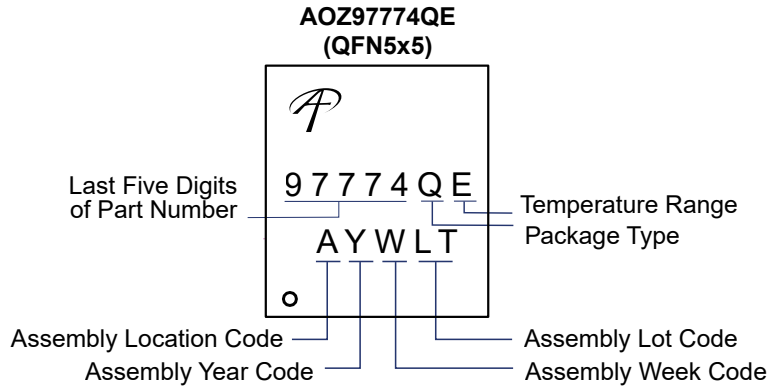 AOZ97774QE
(QFN5x5)
97774QE
Last Five Digits
of Part Number
Temperature Range
Package Type
AYWLT
Assembly Location Code
Assembly Lot Code
Assembly Year Code
Assembly Week Code